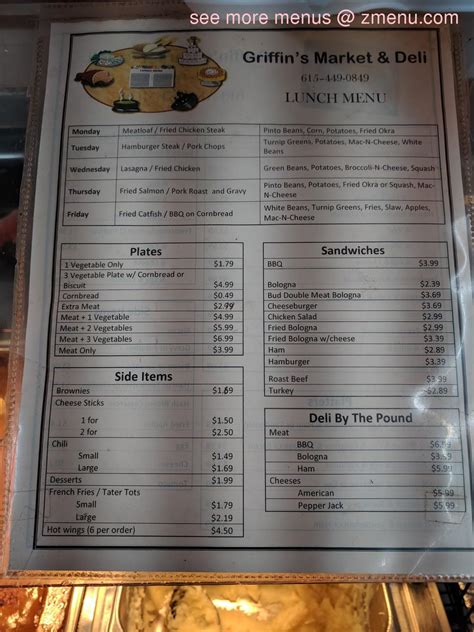 see more menus @ zmenu.com
Griffin's Market & Deli
615-449-0849
LUNCH MENU
Monday Meatloaf / Fried Chicken Steak Pinto Beans, Corn, Potatoes, Fried Okra
Tuesday Hamburger Steak / Pork Chops Turnip Greens, Potatoes, Mac-N-Cheese, White Beans
Wednesday Lasagna / Fried Chicken Green Beans, Potatoes, Broccoli-N-Cheese, Squash
Thursday Fried Salmon / Pork Roast and Gravy Pinto Beans, Potatoes, Fried Okra or Squash, Mac-N-Cheese
Friday Fried Catfish / BBQ on Cornbread White Beans, Turnip Greens, Fries, Slaw, Apples, Mac-N-Cheese
Plates
1 Vegetable Only $1.79
3 Vegetable Plate w/ Cornbread or
Biscuit $4.99
Cornbread $0.49
Extra Meat
Meat + 1 Vegetable $4.99
Meat + 2 Vegetables $5.99
Meat + 3 Vegetables $6.99
Meat Only $3.99
Side Items
Brownies
Cheese Sticks
1 for $1.50
2 for $2.50
Chili
Small $1.49
Large $1.69
Desserts $1.99
French Fries / Tater Tots
Small $1.79
Large $2.19
Hot wings (6 per order) $4.50
Sandwiches
BBQ $3.99
Bologna $2.39
Bud Double Meat Bologna $3.69
Cheeseburger $3.69
Chicken Salad $2.99
Fried Bologna $2.99
Fried Bologna w/cheese $3.39
Ham $2.89
Hamburger $3.39
Roast Beef $3.99
Turkey $2.89
Deli By The Pound
Meat
BBQ
Bologna $3.99
Ham $5.99
Cheeses
American $5.99
Pepper Jack $5.99